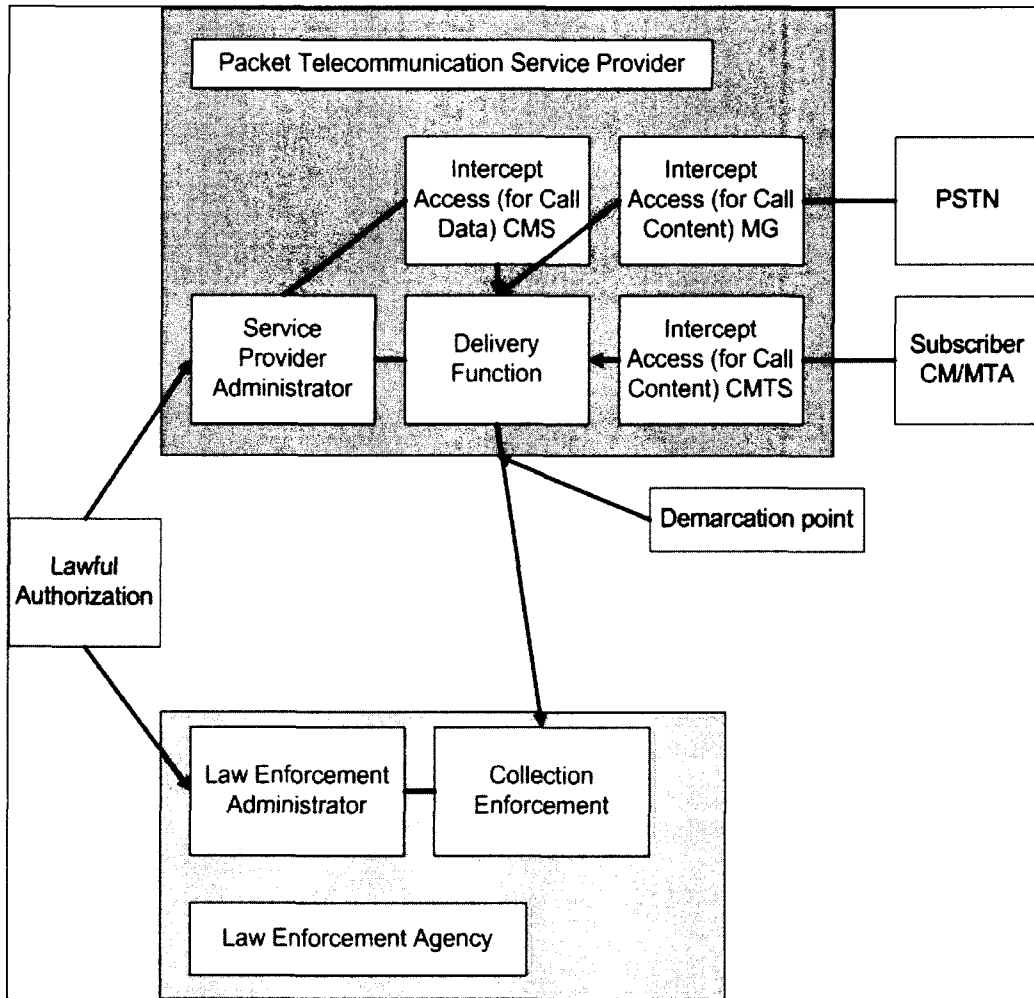 Packet Telecommunication Service Provider
Intercept
Access (for Call
Data) CMS
Intercept
Access (for Call
Content) MG
PSTN
Service
Provider
Administrator
Delivery
Function
Intercept
Access (for Call
Content) CMTS
Subscriber
CM/MTA
Demarcation point
Lawful
Authorization
Law Enforcement
Administrator
Collection
Enforcement
Law Enforcement Agency